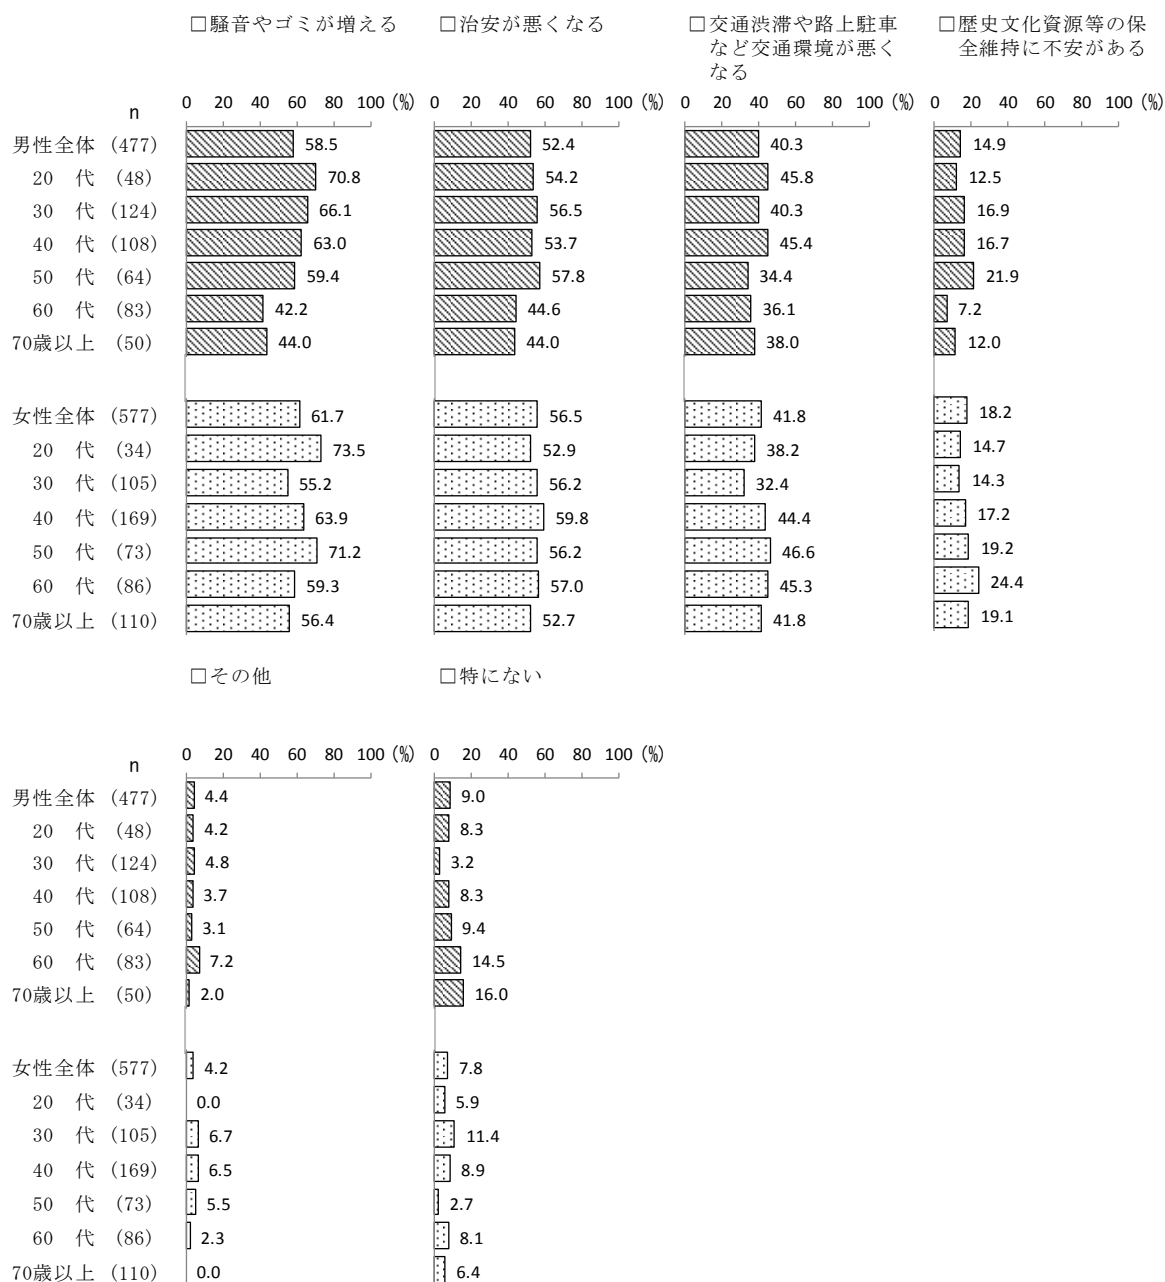 □騒音やゴミが増える □治安が悪くなる □交通渋滞や路上駐車 □歴史文化資源等の保
など交通環境が悪く 全維持に不安がある
なる
n 0 20 40 60 80 100 (%) 0 20 40 60 80 100 (%) 0 20 40 60 80 100 (%) 0 20 40 60 80 100 (%)
男性全体 (477) 58.5 52.4 40.3 14.9
20 代 (48) 70.8 54.2 45.8 12.5
30 代 (124) 66.1 56.5 40.3 16.9
40 代 (108) 63.0 53.7 45.4 16.7
50 代 (64) 59.4 57.8 34.4 21.9
60 代 (83) 42.2 44.6 36.1 7.2
70歳以上 (50) 44.0 44.0 38.0 12.0
女性全体 (577) 61.7 56.5 41.8 18.2
20 代 (34) 73.5 52.9 38.2 14.7
30 代 (105) 55.2 56.2 32.4 14.3
40 代 (169) 63.9 59.8 44.4 17.2
50 代 (73) 71.2 56.2 46.6 19.2
60 代 (86) 59.3 57.0 45.3 24.4
70歳以上 (110) 56.4 52.7 41.8 19.1
□その他 □特にない
n 0 20 40 60 80 100 (%) 0 20 40 60 80 100 (%)
男性全体 (477) 4.4 9.0
20 代 (48) 4.2 8.3
30 代 (124) 4.8 3.2
40 代 (108) 3.7 8.3
50 代 (64) 3.1 9.4
60 代 (83) 7.2 14.5
70歳以上 (50) 2.0 16.0
女性全体 (577) 4.2 7.8
20 代 (34) 0.0 5.9
30 代 (105) 6.7 11.4
40 代 (169) 6.5 8.9
50 代 (73) 5.5 2.7
60 代 (86) 2.3 8.1
70歳以上 (110) 0.0 6.4